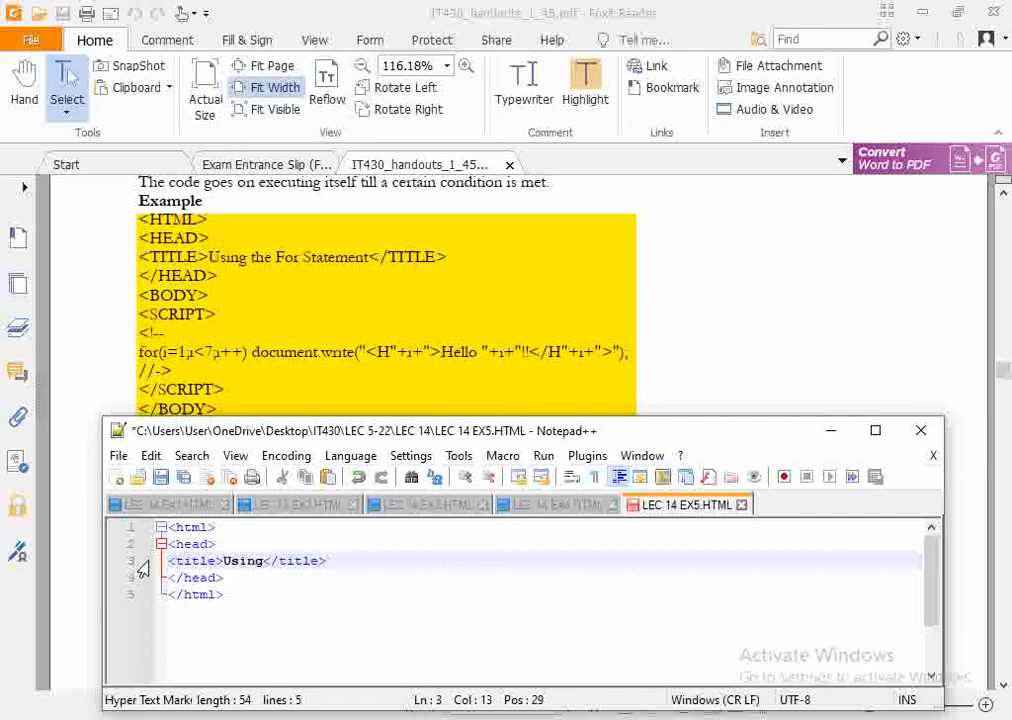 IT430_handouts_1_45.pdf - Foxit Reader
File Home Comment Fill & Sign View Form Protect Share Help Tell me... Find
Hand
Select
SnapShot
Clipboard
Tools
Actual
Size
Fit Page
Fit Width
Fit Visible
Reflow
116.18%
Rotate Left
Rotate Right
View
Typewriter
Highlight
Comment
Link
Bookmark
Links
File Attachment
Image Annotation
Audio & Video
Insert
Start Exam Entrance Slip (F... IT430_handouts_1_45...
Convert
Word to PDF
The code goes on executing itself till a certain condition is met.
Example
<HTML>
<HEAD>
<TITLE>Using the For Statement</TITLE>
</HEAD>
<BODY>
<SCRIPT>
<!--
for(i=1;i<7;i++) document.write("<H"+i+">Hello "+i+"!!</H"+i+">");
//->
</SCRIPT>
</BODY>
*C:\Users\User\OneDrive\Desktop\IT430\LEC 5-22\LEC 14\LEC 14 EX5.HTML - Notepad++
File Edit Search View Encoding Language Settings Tools Macro Run Plugins Window ? X
LEC 14 EX5.HTML
1 <html>
2 <head>
3 <title>Using</title>
4 </head>
5 </html>
Activate Windows
Go to Settings to activate Windows.
Hyper Text Mark length : 54 lines : 5 Ln : 3 Col : 13 Pos : 29 Windows (CR LF) UTF-8 INS